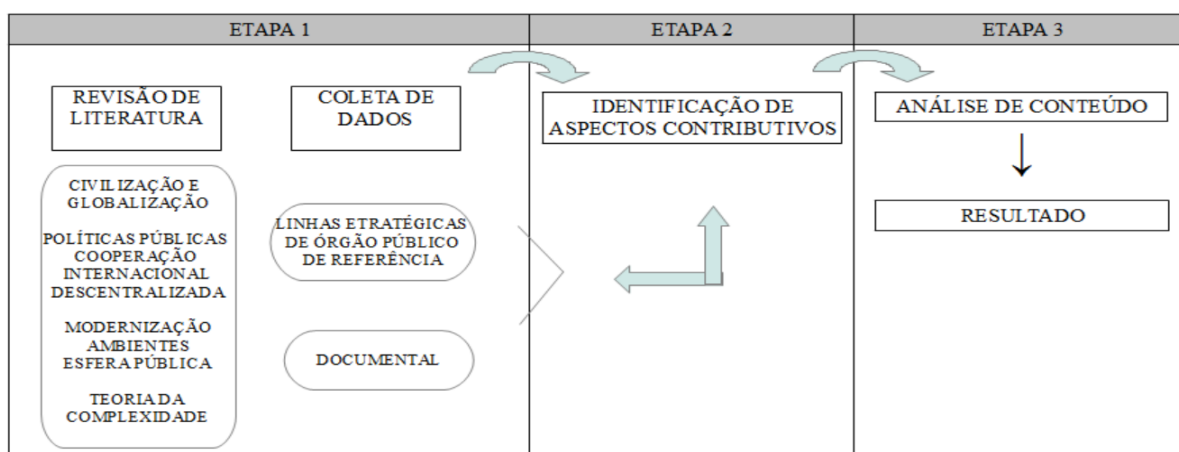 ETAPA 1
REVISÃO DE
LITERATURA
CIVILIZAÇÃO E
GLOBALIZAÇÃO
POLÍTICAS PÚBLICAS
COOPERAÇÃO
INTERNACIONAL
DESCENTRALIZADA
MODERNIZAÇÃO
AMBIENTES
ESFERA PÚBLICA
TEORIA DA
COMPLEXIDADE
COLETA DE
DADOS
LINHAS ETRATÉGICAS
DE ÓRGÃO PÚBLICO
DE REFERÊNCIA
DOCUMENTAL
ETAPA 2
IDENTIFICAÇÃO DE
ASPECTOS CONTRIBUTIVOS
ETAPA 3
ANÁLISE DE CONTEÚDO
RESULTADO